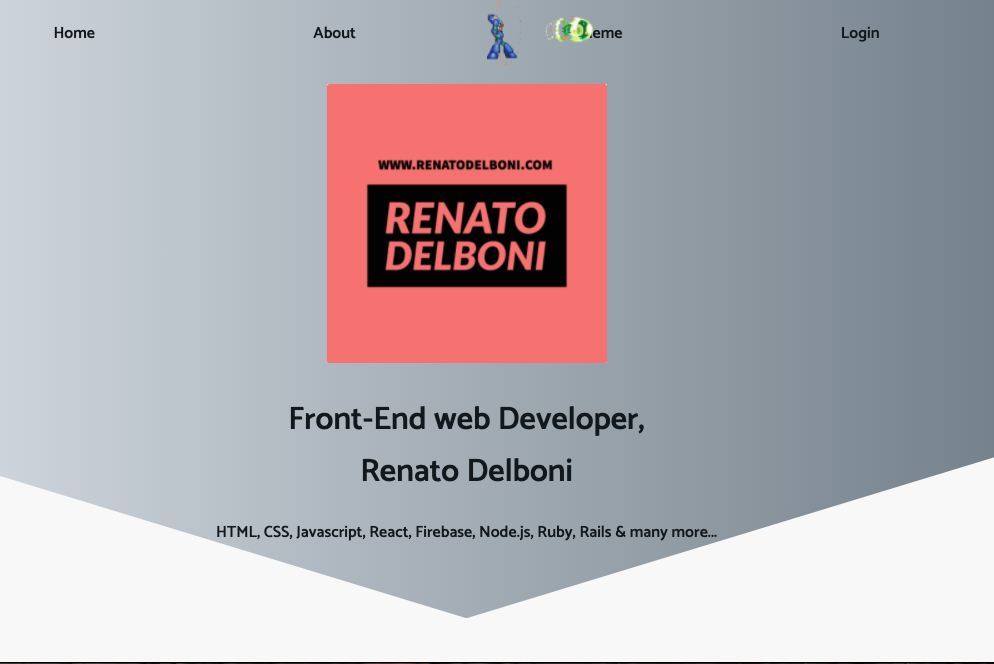 Home About Login
WWW.RENATODELBONI.COM
RENATO
DELBONI
Front-End web Developer,
Renato Delboni
HTML, CSS, Javascript, React, Firebase, Node.js, Ruby, Rails & many more...